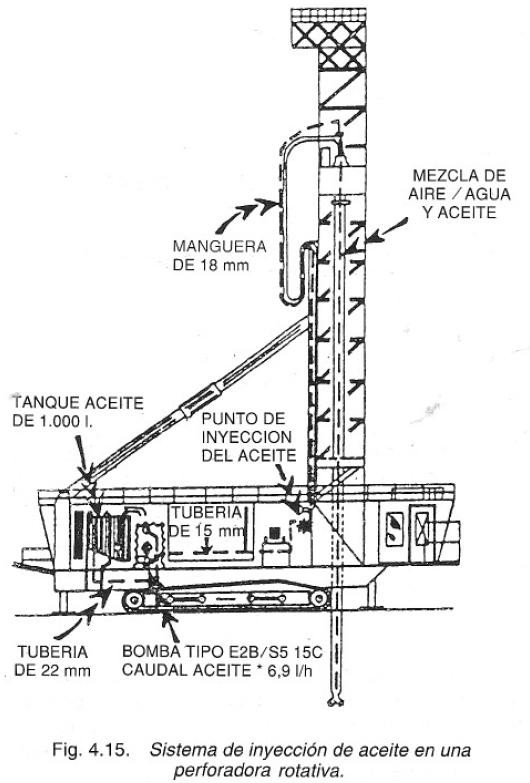 MEZCLA DE
AIRE / AGUA
Y ACEITE
MANGUERA
DE 18 mm
TANQUE ACEITE
DE 1.000 l.
PUNTO DE
INYECCION
DEL ACEITE
TUBERIA
DE 15 mm
TUBERIA
DE 22 mm
BOMBA TIPO E2B/S5 15C
CAUDAL ACEITE * 6,9 l/h
Fig. 4.15. Sistema de inyección de aceite en una
perforadora rotativa.